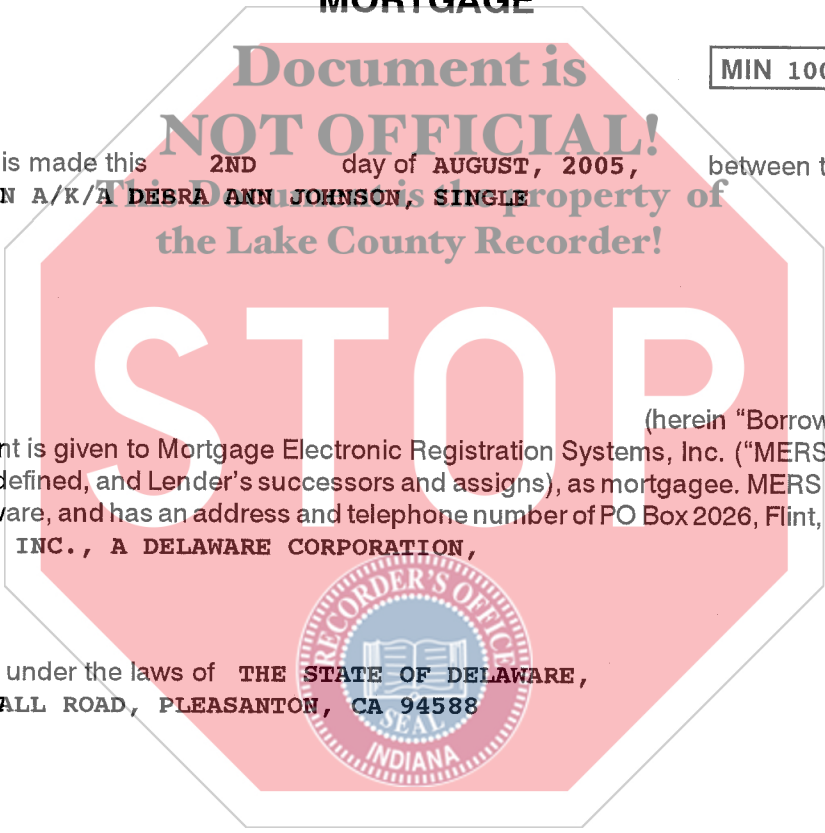 MORTGAGE
Document is
NOT OFFICIAL!
MIN 100
is made this 2ND day of AUGUST, 2005, between t
N A/K/A DEBRA ANN JOHNSON, SINGLE
This Document is the property of
the Lake County Recorder!
STOP
(herein “Borrow
nt is given to Mortgage Electronic Registration Systems, Inc. (“MERS
defined, and Lender’s successors and assigns), as mortgagee. MERS
are, and has an address and telephone number of PO Box 2026, Flint,
INC., A DELAWARE CORPORATION,
RECORDER'S OFFICE
under the laws of THE STATE OF DELAWARE,
ALL ROAD, PLEASANTON, CA 94588
SEAL
INDIANA